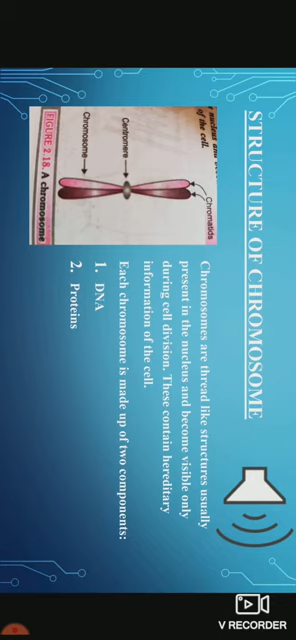 STRUCTURE OF CHROMOSOME
nucleus and
of the cell.
Chromatids
Centromere
Chromosome
FIGURE 2.18. A chromosome
Chromosomes are thread like structures usually
present in the nucleus and become visible only
during cell division. These contain hereditary
information of the cell.
Each chromosome is made up of two components:
1. DNA
2. Proteins
V RECORDER